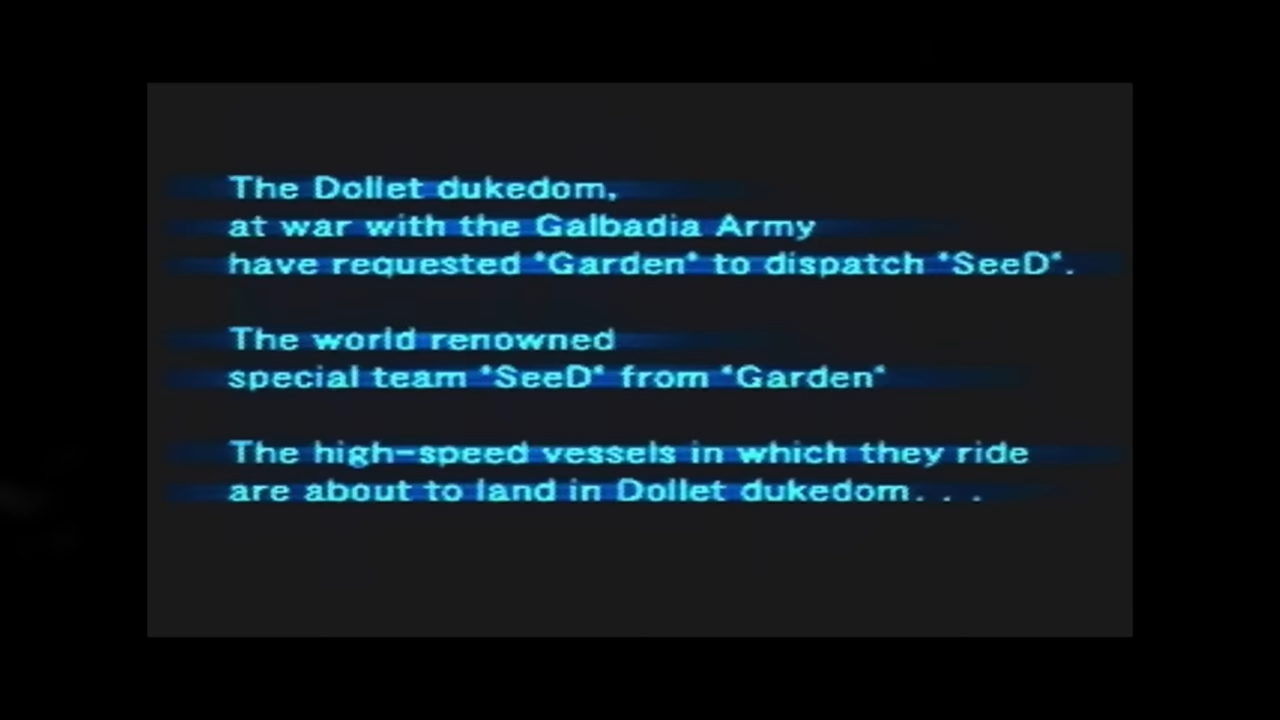 The Dollet dukedom,
at war with the Galbadia Army
have requested "Garden" to dispatch "SeeD".
The world renowned
special team "SeeD" from "Garden"
The high-speed vessels in which they ride
are about to land in Dollet dukedom. . .